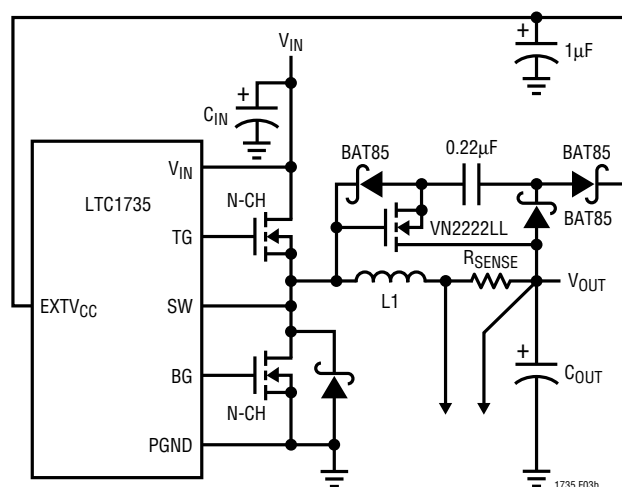 V_IN
+
1µF
+
C_IN
BAT85
0.22µF
BAT85
V_IN
LTC1735
N-CH
VN2222LL
BAT85
TG
R_SENSE
V_OUT
L1
EXTV_CC
SW
+
C_OUT
BG
N-CH
PGND
1735 F03b